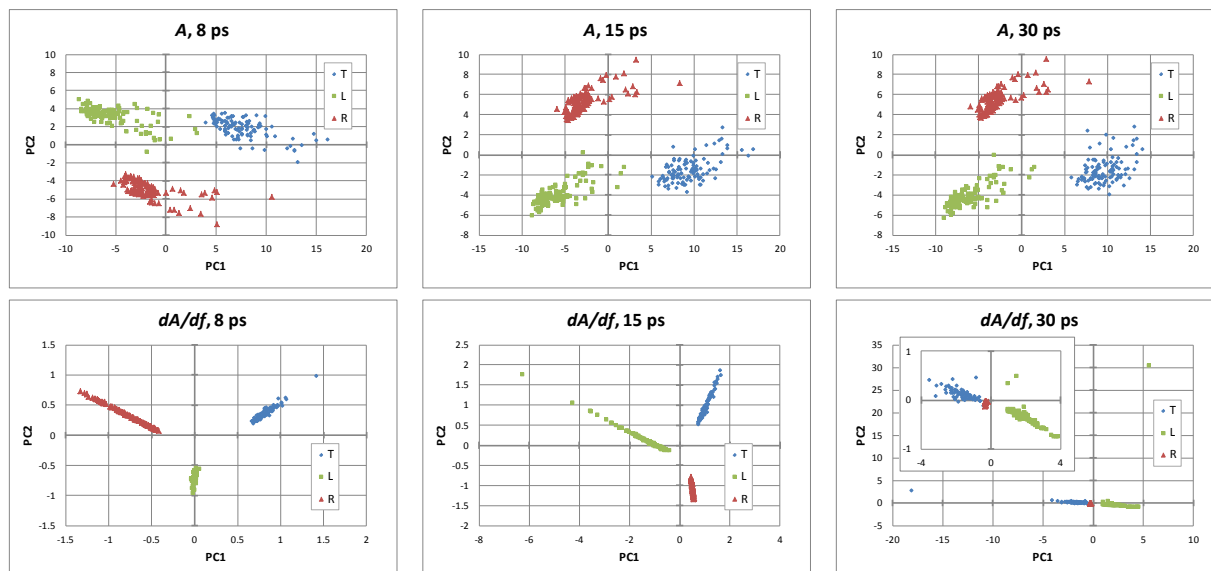 A, 8 ps
10
8
6
4
2
0
-2
-4
-6
-8
-10
-10 -5 0 5 10 15 20
PC2
PC1
T
L
R
A, 15 ps
10
8
6
4
2
0
-2
-4
-6
-8
-15 -10 -5 0 5 10 15 20
PC2
PC1
T
L
R
A, 30 ps
10
8
6
4
2
0
-2
-4
-6
-8
-15 -10 -5 0 5 10 15 20
PC2
PC1
T
L
R
dA/df, 8 ps
1.5
1
0.5
0
-0.5
-1
-1.5
-1.5 -1 -0.5 0 0.5 1 1.5 2
PC2
PC1
T
L
R
dA/df, 15 ps
2.5
2
1.5
1
0.5
0
-0.5
-1
-1.5
-2
-8 -6 -4 -2 0 2 4
PC2
PC1
T
L
R
dA/df, 30 ps
35
30
25
20
15
10
5
0
-5
-20 -15 -10 -5 0 5 10
PC2
PC1
1
0
-1
-4 0 4
T
L
R